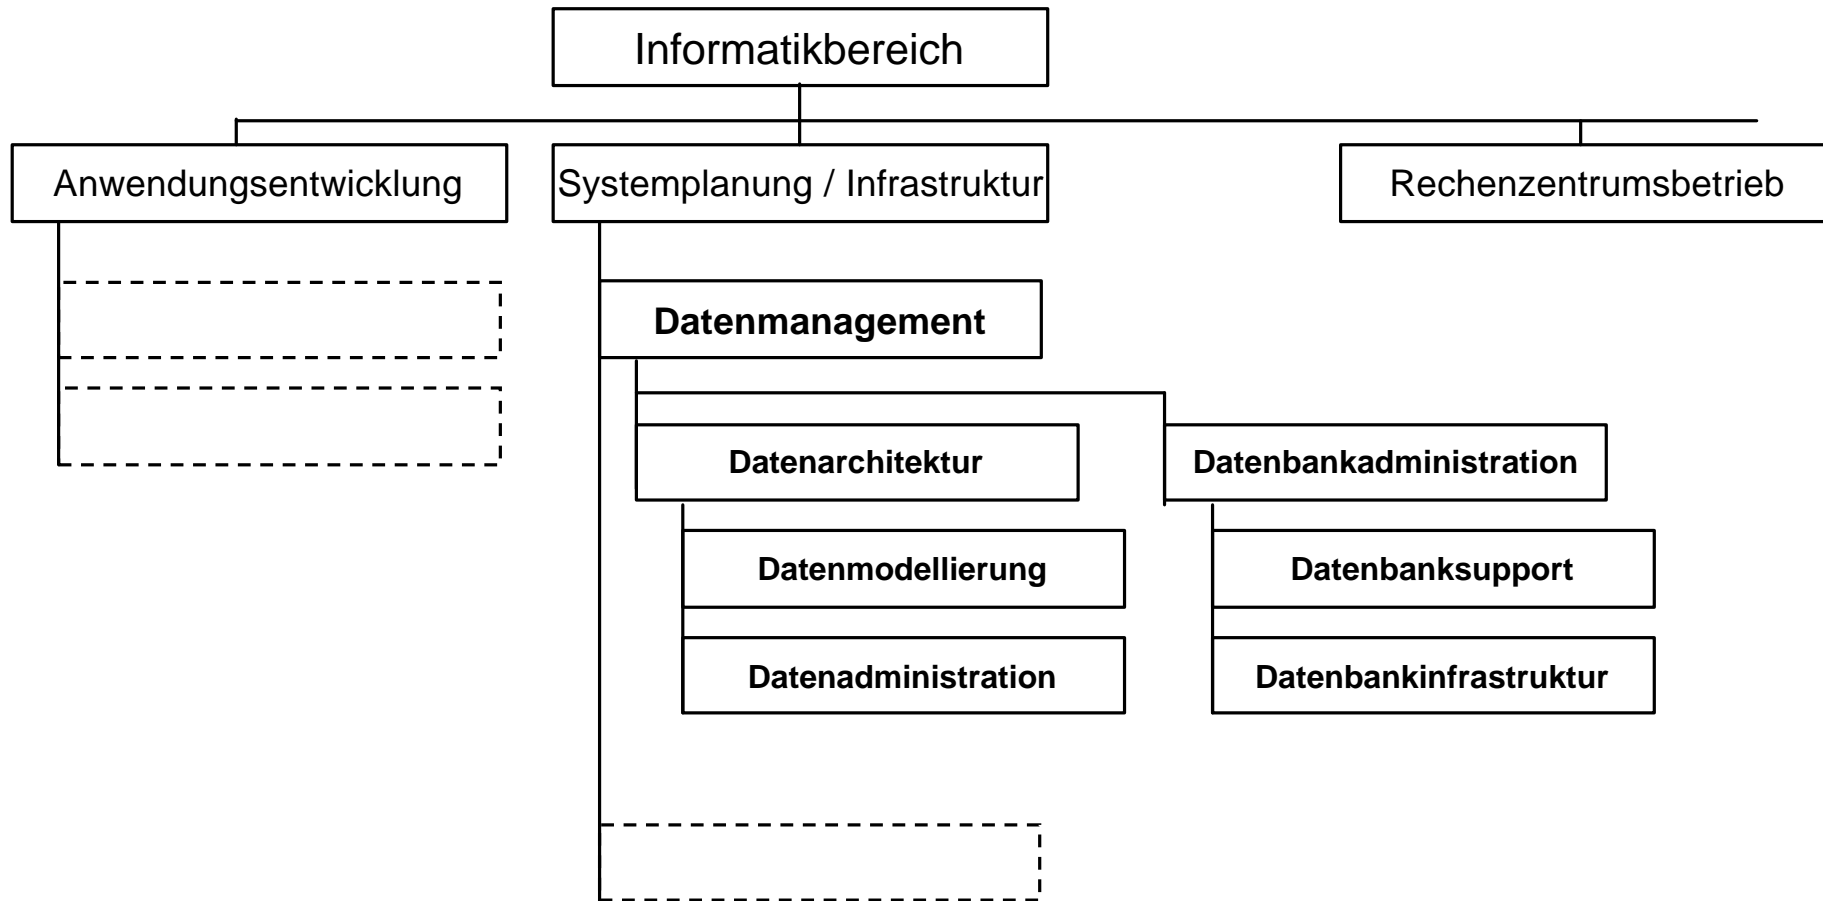 Informatikbereich
Anwendungsentwicklung
Systemplanung / Infrastruktur
Rechenzentrumsbetrieb
Datenmanagement
Datenarchitektur
Datenbankadministration
Datenmodellierung
Datenbanksupport
Datenadministration
Datenbankinfrastruktur